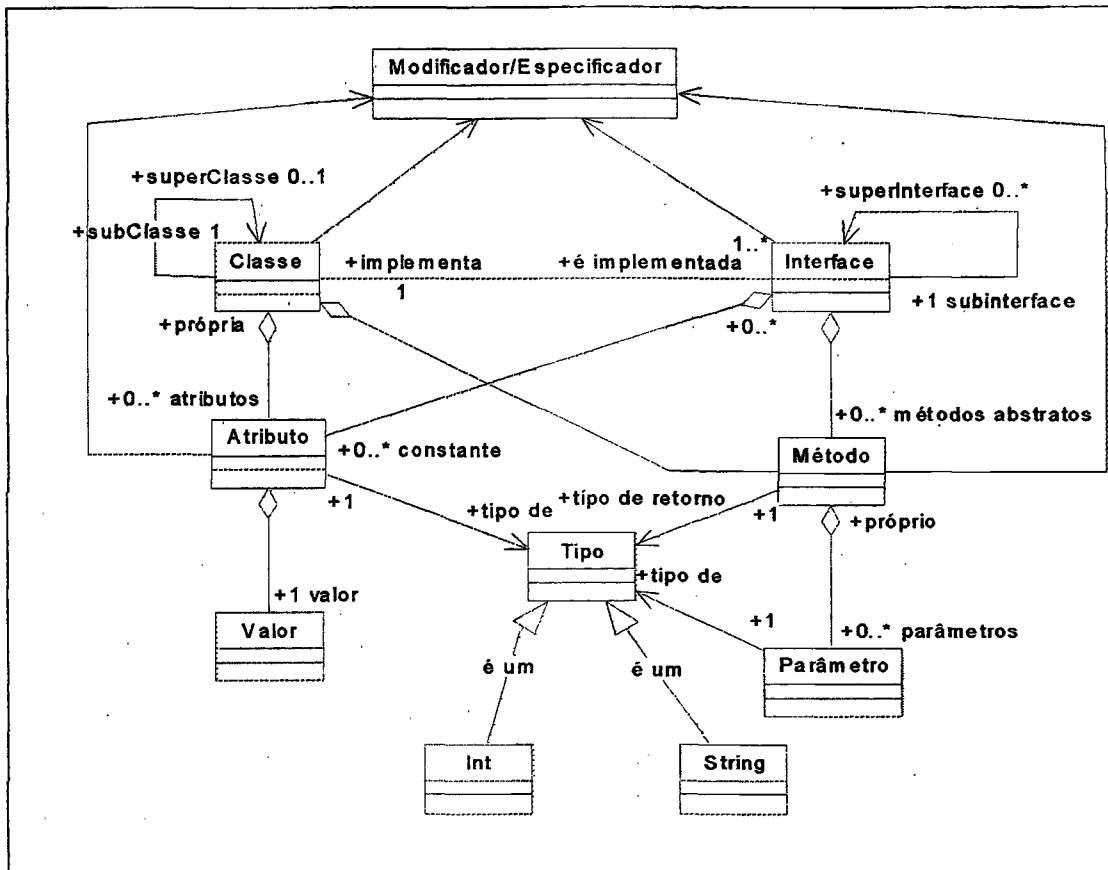 Modificador/Especificador
+superClasse 0..1
+superInterface 0..*
+subClasse 1
1..*
Classe
+implementa
+é implementada
Interface
1
+1 subinterface
+própria
+0..*
+0..* atributos
+0..* métodos abstratos
Atributo
+0..* constante
Método
+1
+tipo de retorno
+1
+tipo de
+próprio
Tipo
+tipo de
+1 valor
+1
+0..* parâmetros
Valor
Parâmetro
é um
é um
Int
String